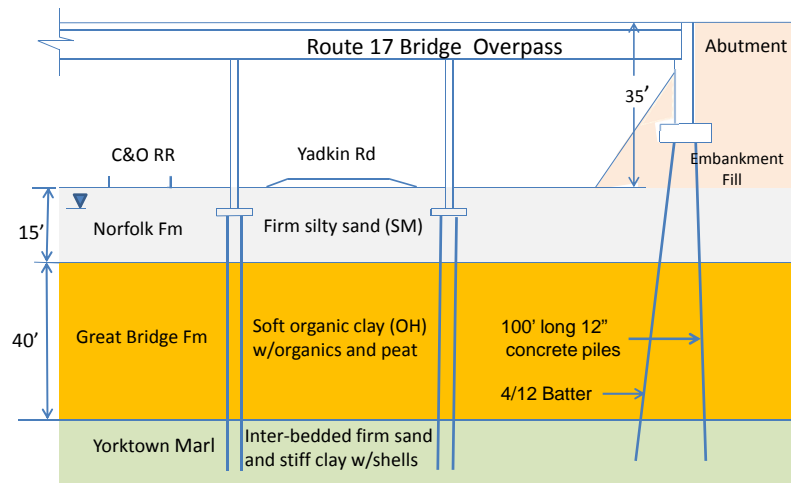 Route 17 Bridge Overpass
Abutment
35’
C&O RR
Yadkin Rd
Embankment
Fill
15’
Norfolk Fm
Firm silty sand (SM)
40’
Great Bridge Fm
Soft organic clay (OH)
w/organics and peat
100’ long 12”
concrete piles
4/12 Batter
Yorktown Marl
Inter-bedded firm sand
and stiff clay w/shells